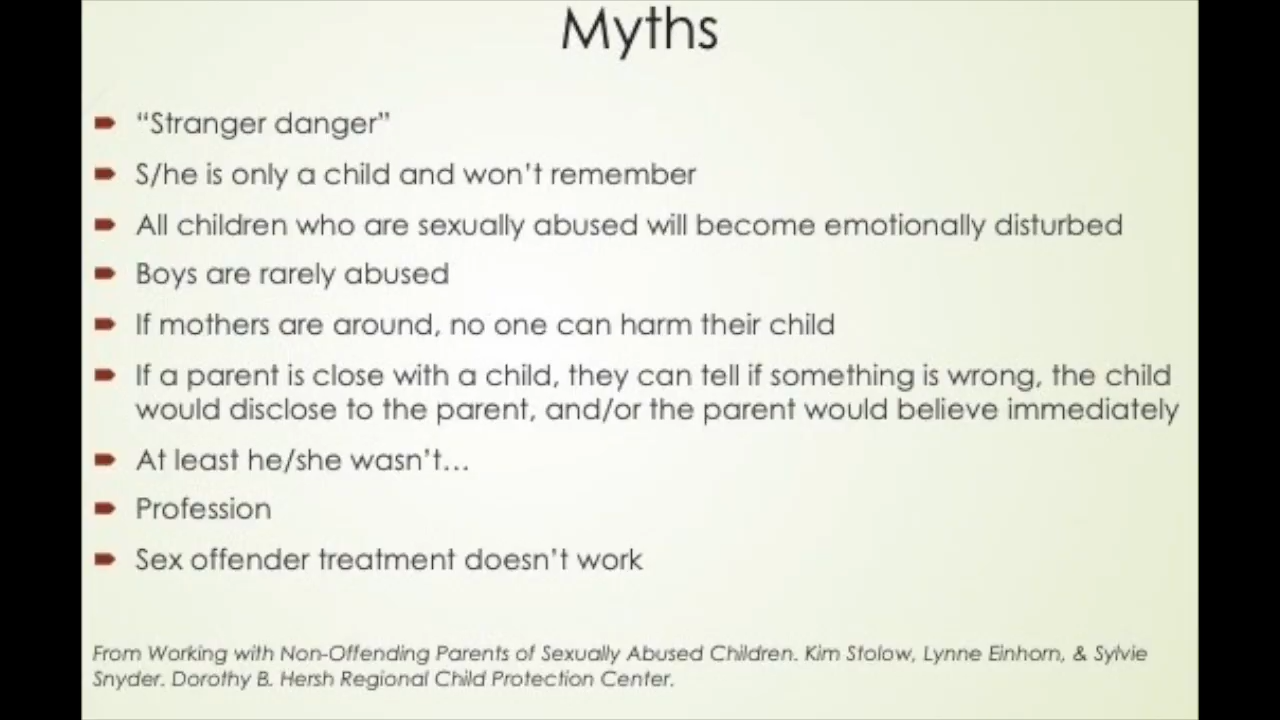 Myths
“Stranger danger”
S/he is only a child and won’t remember
All children who are sexually abused will become emotionally disturbed
Boys are rarely abused
If mothers are around, no one can harm their child
If a parent is close with a child, they can tell if something is wrong, the child
would disclose to the parent, and/or the parent would believe immediately
At least he/she wasn’t…
Profession
Sex offender treatment doesn’t work
From Working with Non-Offending Parents of Sexually Abused Children. Kim Stolow, Lynne Einhorn, & Sylvie
Snyder. Dorothy B. Hersh Regional Child Protection Center.